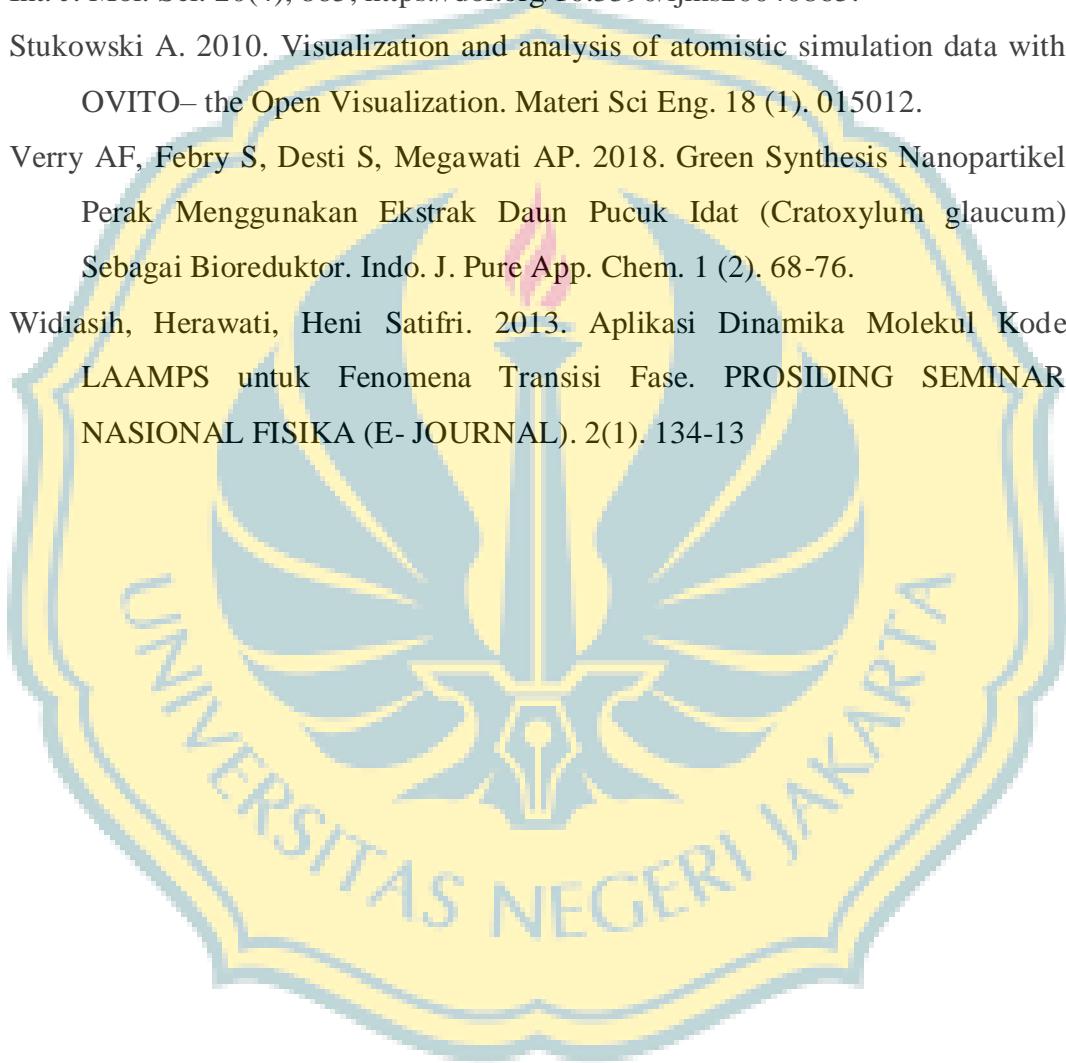 Stukowski A. 2010. Visualization and analysis of atomistic simulation data with
OVITO– the Open Visualization. Materi Sci Eng. 18 (1). 015012.
Verry AF, Febry S, Desti S, Megawati AP. 2018. Green Synthesis Nanopartikel
Perak Menggunakan Ekstrak Daun Pucuk Idat (Cratoxylum glaucum)
Sebagai Bioreduktor. Indo. J. Pure App. Chem. 1 (2). 68-76.
Widiasih, Herawati, Heni Satifri. 2013. Aplikasi Dinamika Molekul Kode
LAAMPS untuk Fenomena Transisi Fase. PROSIDING SEMINAR
NASIONAL FISIKA (E- JOURNAL). 2(1). 134-13
UNIVERSITAS NEGERI JAKARTA